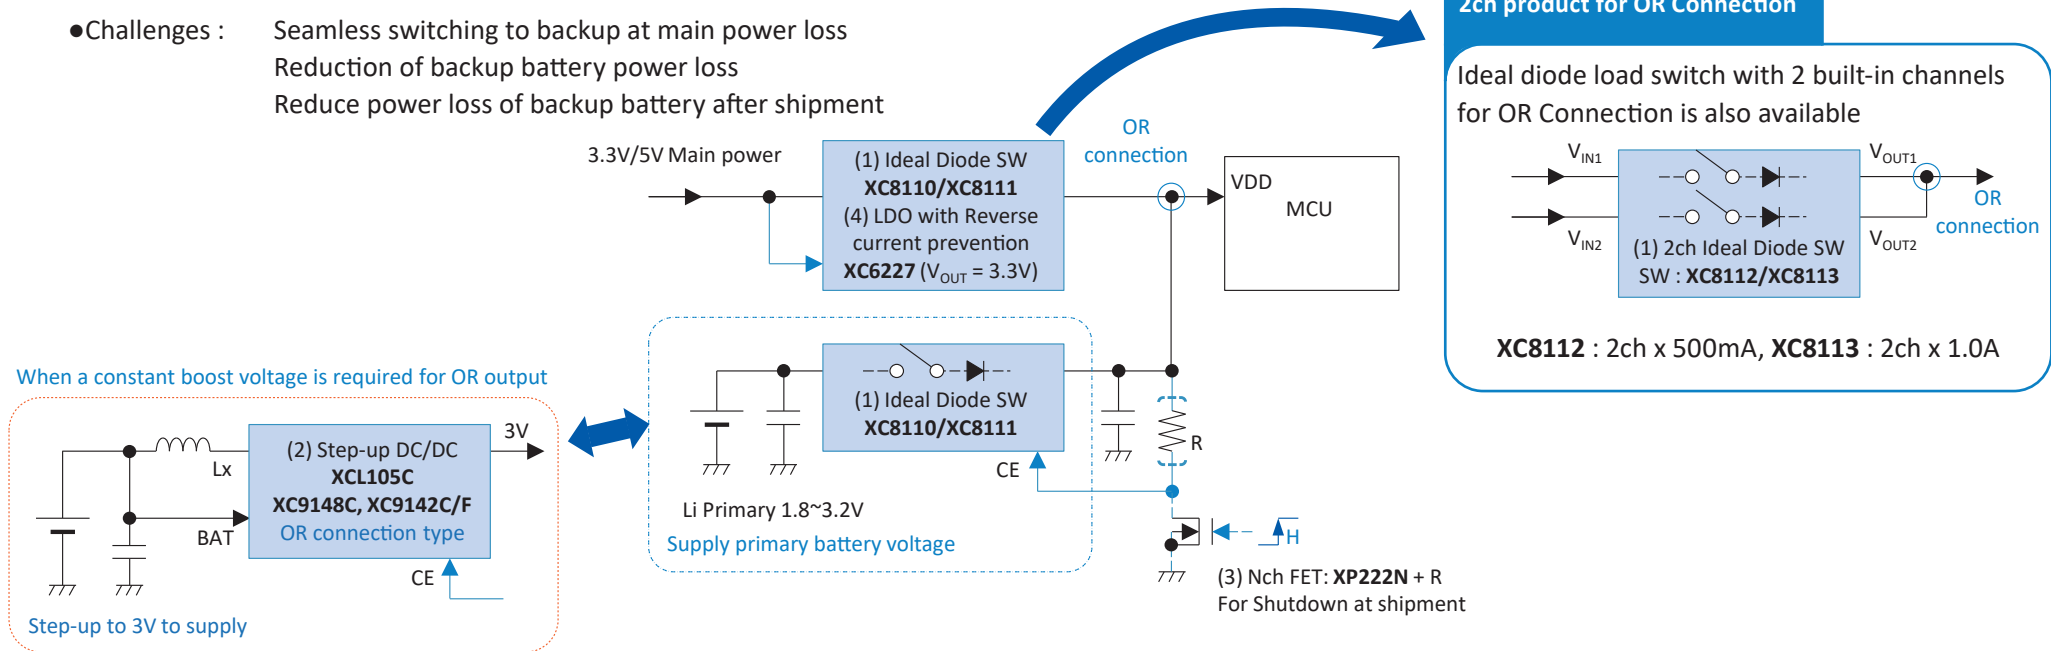 ●Challenges : Seamless switching to backup at main power loss
Reduction of backup battery power loss
Reduce power loss of backup battery after shipment
2ch product for OR Connection
Ideal diode load switch with 2 built-in channels
for OR Connection is also available
V_IN1
V_OUT1
OR
connection
V_IN2
V_OUT2
(1) 2ch Ideal Diode SW
SW : XC8112/XC8113
XC8112 : 2ch x 500mA, XC8113 : 2ch x 1.0A
3.3V/5V Main power
(1) Ideal Diode SW
XC8110/XC8111
(4) LDO with Reverse
current prevention
XC6227 (V_OUT = 3.3V)
OR
connection
VDD
MCU
When a constant boost voltage is required for OR output
(2) Step-up DC/DC
XCL105C
XC9148C, XC9142C/F
OR connection type
Lx
BAT
3V
CE
Step-up to 3V to supply
(1) Ideal Diode SW
XC8110/XC8111
CE
R
Li Primary 1.8~3.2V
Supply primary battery voltage
H
(3) Nch FET: XP222N + R
For Shutdown at shipment